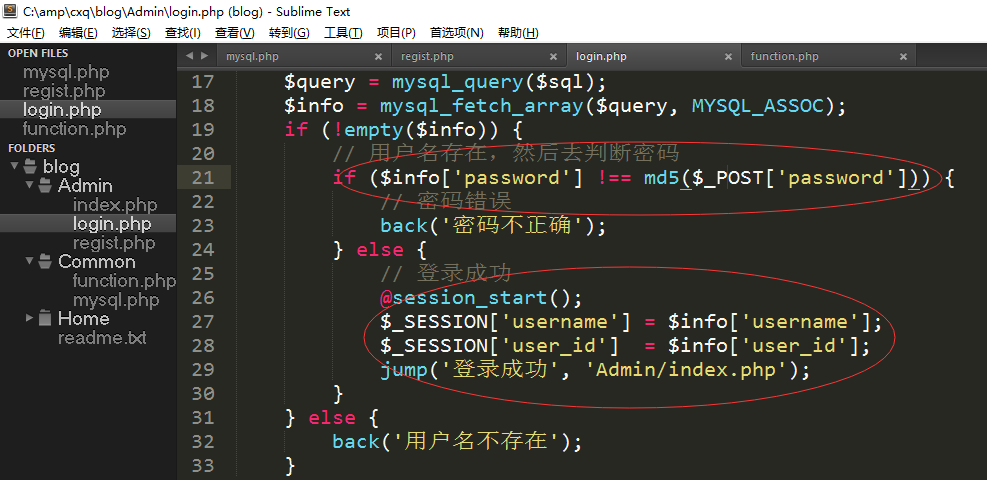 C:\amp\cxq\blog\Admin\login.php (blog) - Sublime Text
文件(F) 编辑(E) 选择(S) 查找(I) 查看(V) 转到(G) 工具(T) 项目(P) 首选项(N) 帮助(H)
OPEN FILES
mysql.php
regist.php
login.php
function.php
FOLDERS
blog
Admin
index.php
login.php
regist.php
Common
function.php
mysql.php
Home
readme.txt
mysql.php × regist.php × login.php × function.php ×
17 $query = mysql_query($sql);
18 $info = mysql_fetch_array($query, MYSQL_ASSOC);
19 if (!empty($info)) {
20 // 用户名存在，然后去判断密码
21 if ($info['password'] !== md5($_POST['password'])) {
22 // 密码错误
23 back('密码不正确');
24 } else {
25 // 登录成功
26 @session_start();
27 $_SESSION['username'] = $info['username'];
28 $_SESSION['user_id']  = $info['user_id'];
29 jump('登录成功', 'Admin/index.php');
30 }
31 } else {
32 back('用户名不存在');
33 }